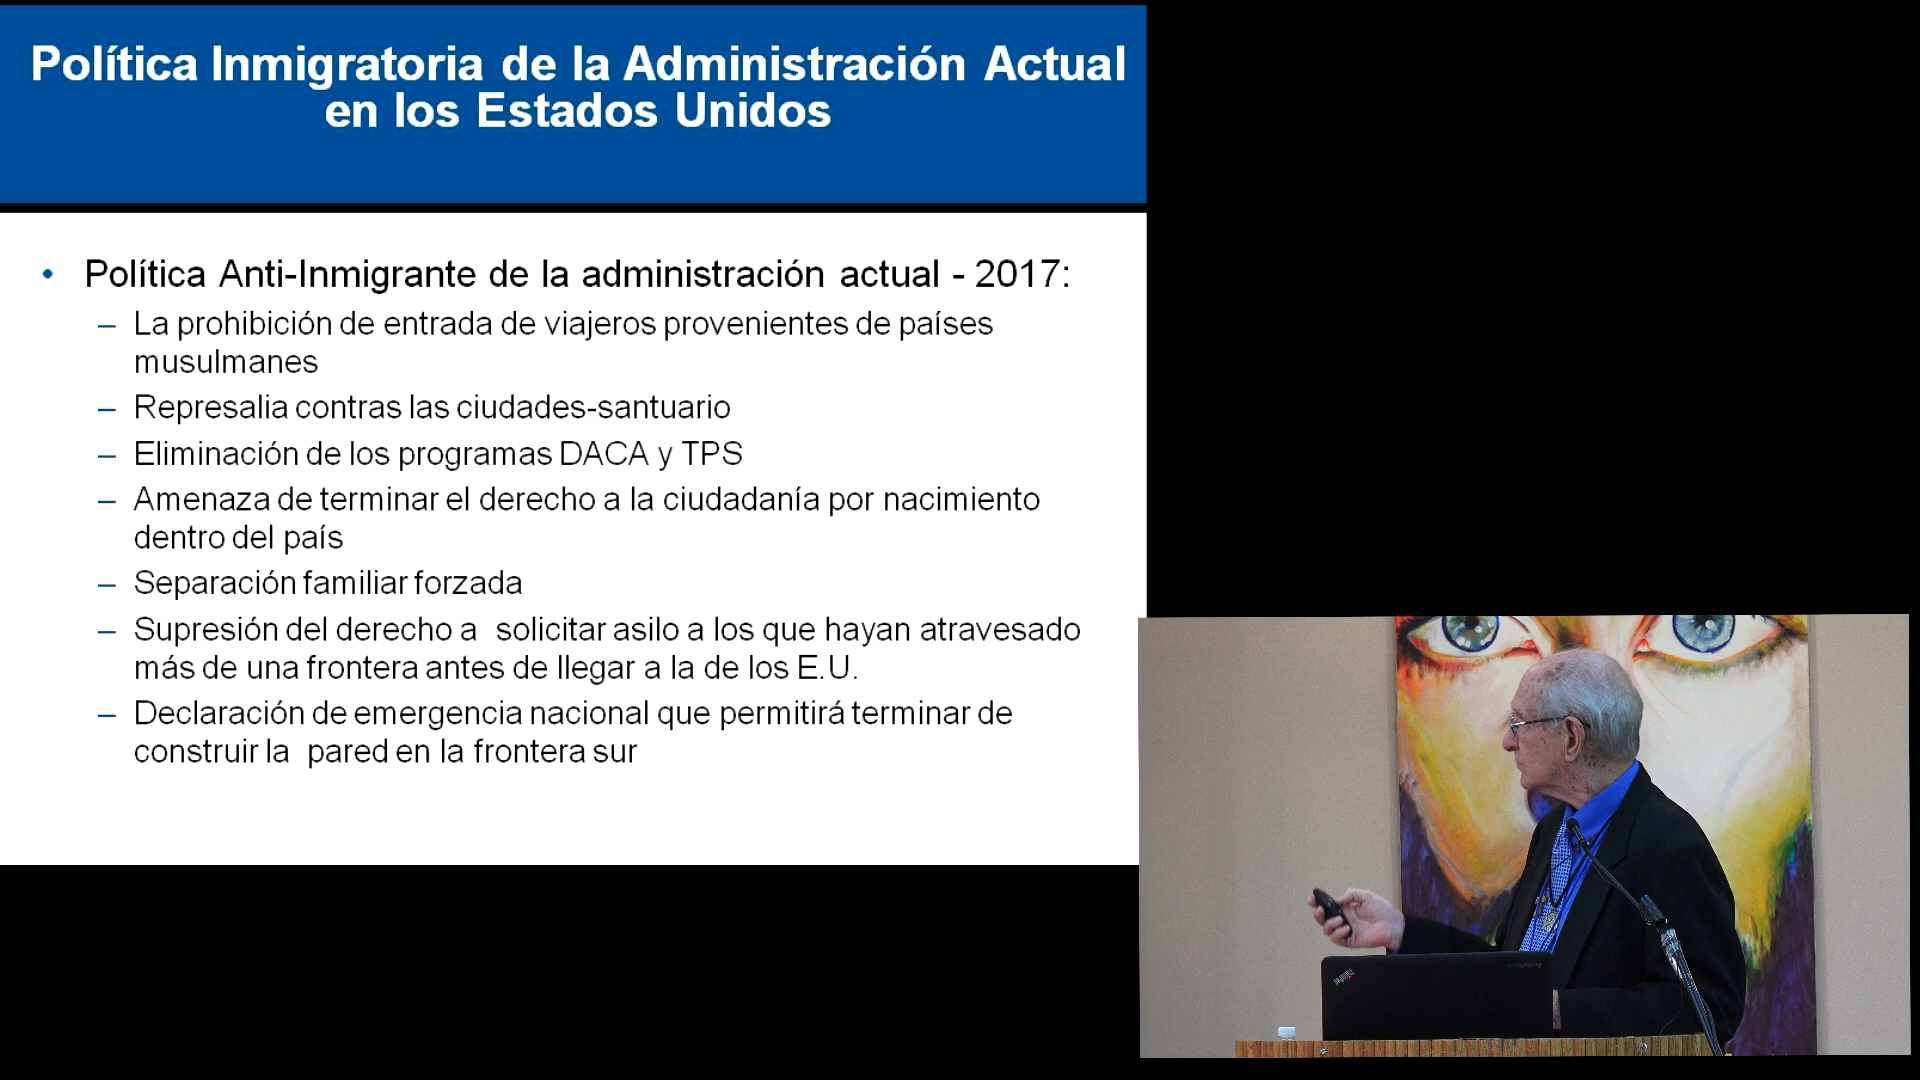 Política Inmigratoria de la Administración Actual
en los Estados Unidos
• Política Anti-Inmigrante de la administración actual - 2017:
– La prohibición de entrada de viajeros provenientes de países
musulmanes
– Represalia contras las ciudades-santuario
– Eliminación de los programas DACA y TPS
– Amenaza de terminar el derecho a la ciudadanía por nacimiento
dentro del país
– Separación familiar forzada
– Supresión del derecho a  solicitar asilo a los que hayan atravesado
más de una frontera antes de llegar a la de los E.U.
– Declaración de emergencia nacional que permitirá terminar de
construir la  pared en la frontera sur
ThinkPad